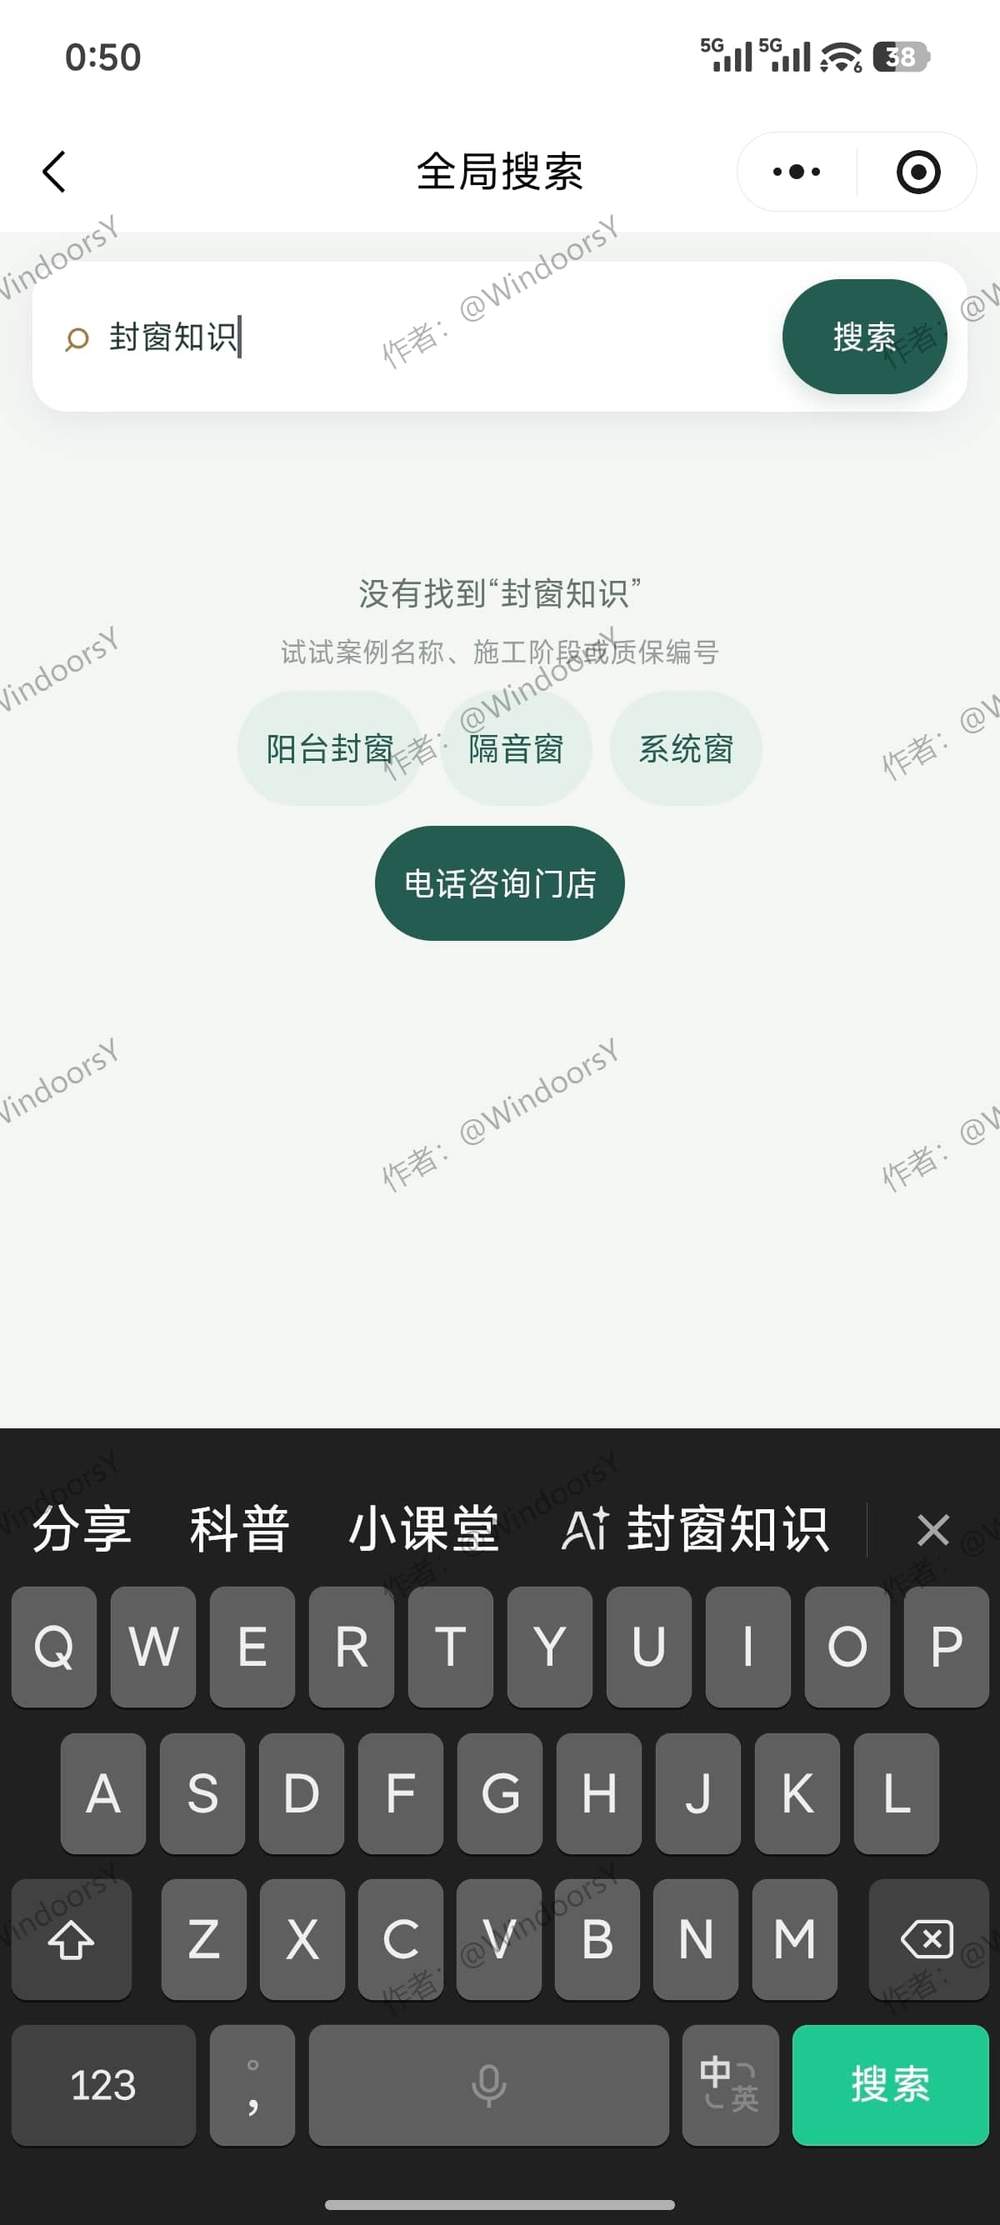 0:50
5G 5G 6 38
全局搜索
封窗知识
搜索
没有找到“封窗知识”
试试案例名称、施工阶段或质保编号
阳台封窗 隔音窗 系统窗
电话咨询门店
作者：@WindoorsY
分享 科普 小课堂 Ai 封窗知识
Q W E R T Y U I O P
A S D F G H J K L
Z X C V B N M
123 ， 中 英 搜索